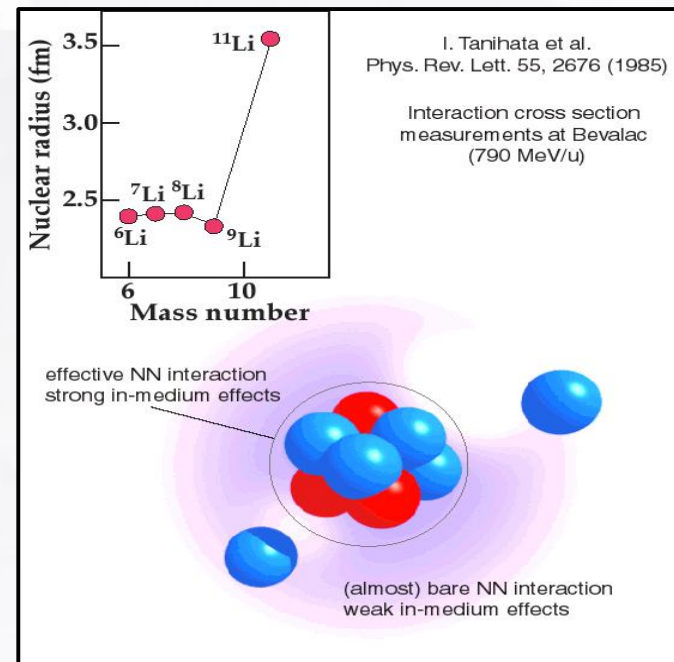 3.5
3.0
2.5
Nuclear radius (fm)
¹¹Li
⁷Li ⁸Li
⁶Li
⁹Li
6 10
Mass number
I. Tanihata et al.
Phys. Rev. Lett. 55, 2676 (1985)
Interaction cross section
measurements at Bevalac
(790 MeV/u)
effective NN interaction
strong in-medium effects
(almost) bare NN interaction
weak in-medium effects